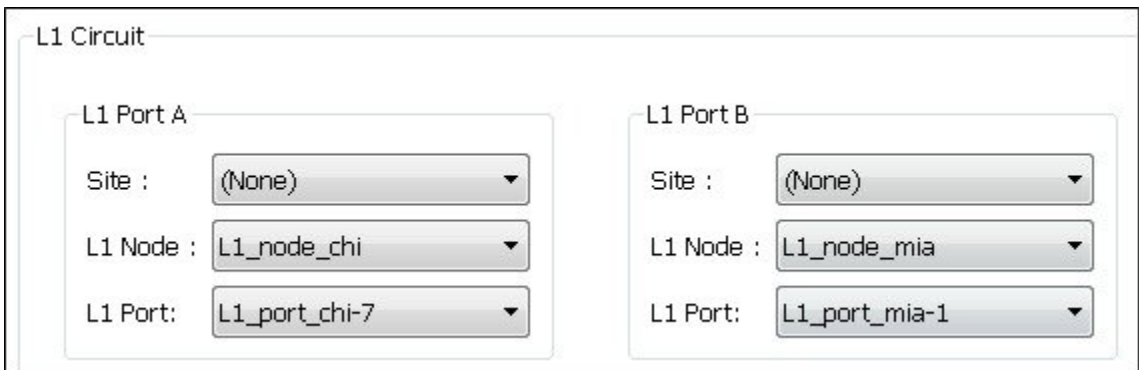 L1 Circuit
L1 Port A
Site : (None)
L1 Node : L1_node_chi
L1 Port: L1_port_chi-7
L1 Port B
Site : (None)
L1 Node : L1_node_mia
L1 Port: L1_port_mia-1